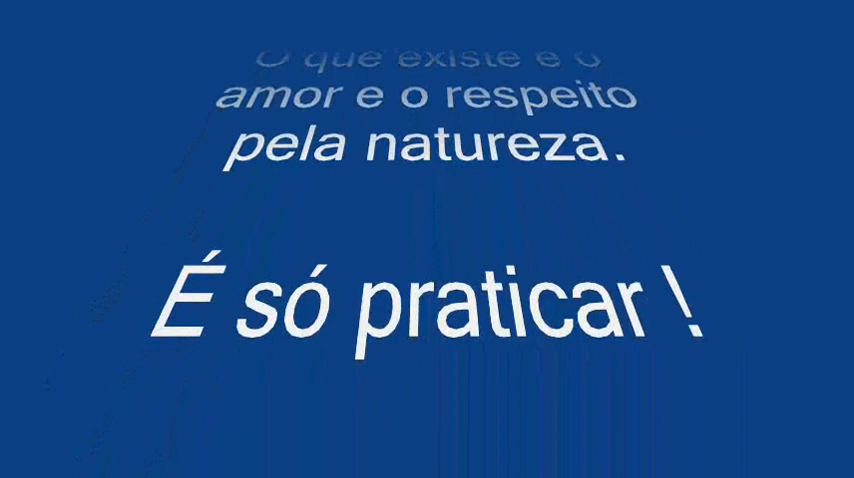 O que existe é o
amor e o respeito
pela natureza.
É só praticar !